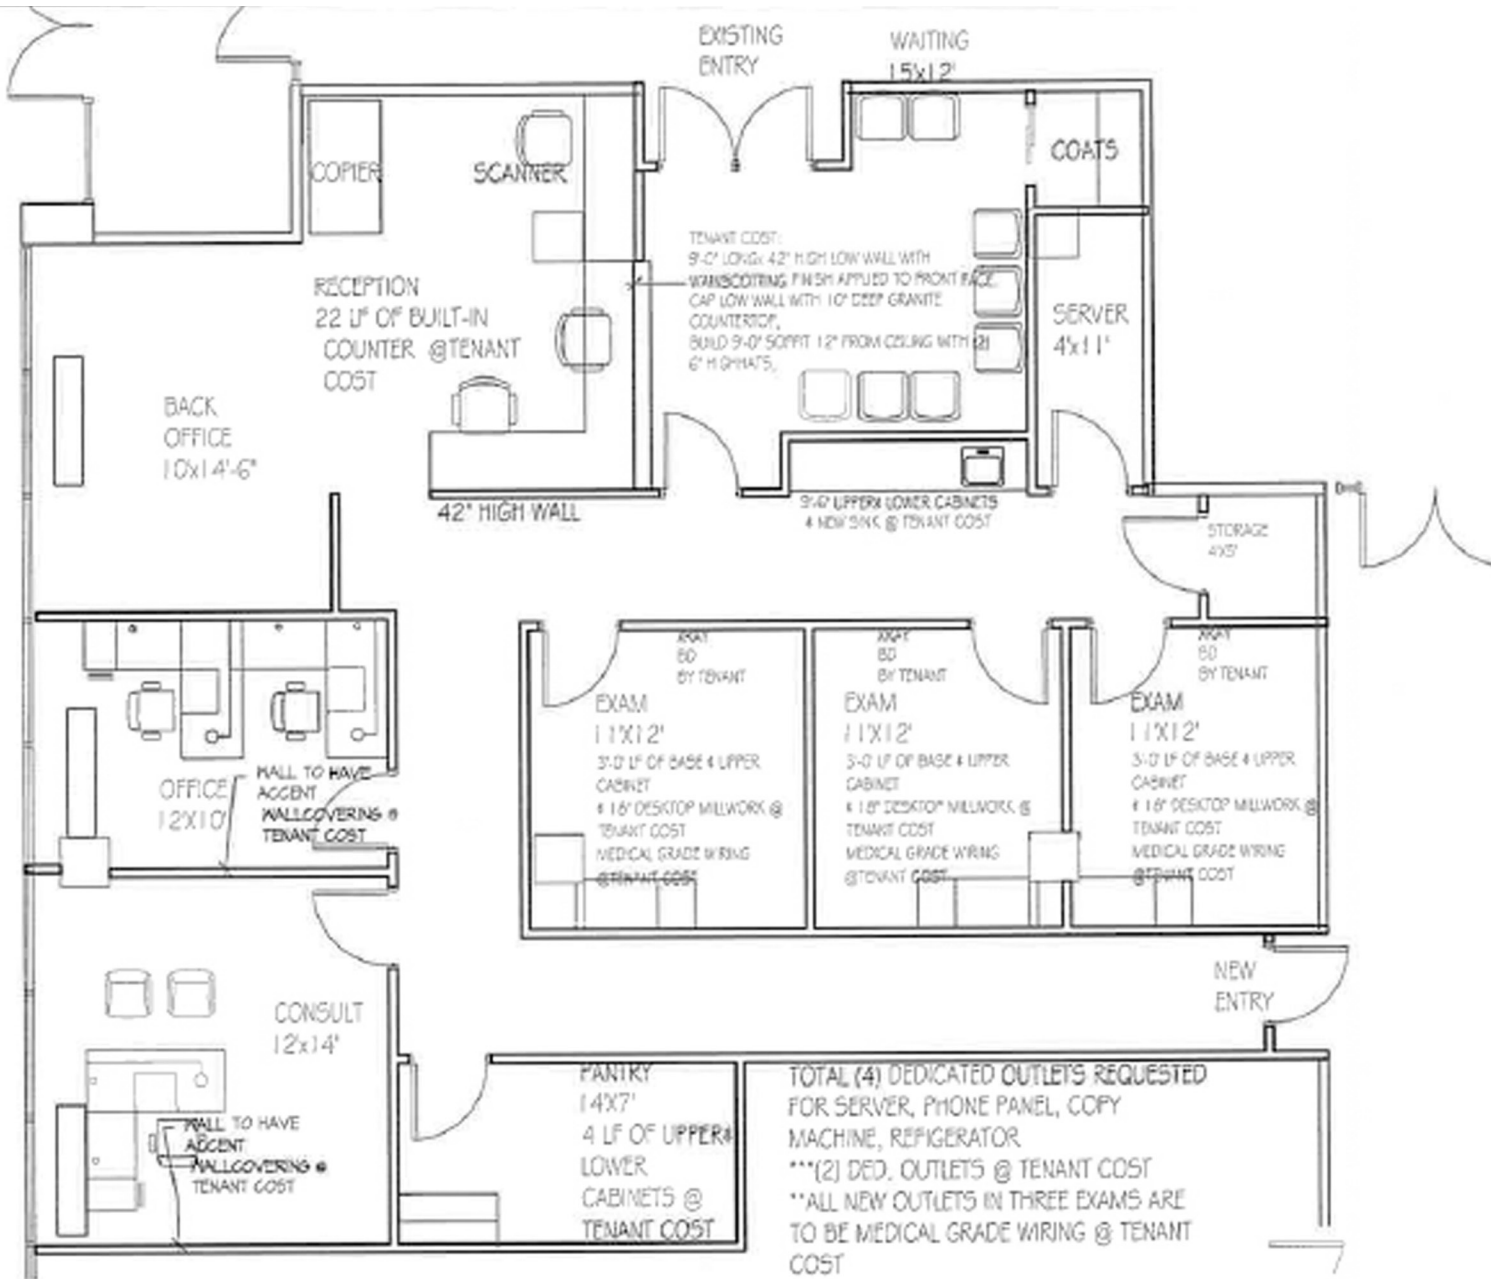 EXISTING
ENTRY
WAITING
15'x12'
COPIER
SCANNER
COATS
TENANT COST:
9'-0" LONG x 42" HIGH LOW WALL WITH
WAINSCOTTING FINISH APPLIED TO FRONT FACE.
CAP LOW WALL WITH 10" DEEP GRANITE
COUNTERTOP.
BUILD 9'-0" SOFFIT 12" FROM CEILING WITH (2)
6" HIGHHATS.
RECEPTION
22 LF OF BUILT-IN
COUNTER @TENANT
COST
SERVER
4'x11'
BACK
OFFICE
10'x14'-6"
42" HIGH WALL
9'-6" UPPER& LOWER CABINETS
& NEW SINK @ TENANT COST
STORAGE
4'X5'
XRAY
BD
BY TENANT
EXAM
11'X12'
3'-0" LF OF BASE & UPPER
CABINET
& 18" DESKTOP MILLWORK @
TENANT COST
MEDICAL GRADE WIRING
@TENANT COST
XRAY
BD
BY TENANT
EXAM
11'X12'
3'-0" LF OF BASE & UPPER
CABINET
& 18" DESKTOP MILLWORK @
TENANT COST
MEDICAL GRADE WIRING
@TENANT COST
XRAY
BD
BY TENANT
EXAM
11'X12'
3'-0" LF OF BASE & UPPER
CABINET
& 18" DESKTOP MILLWORK @
TENANT COST
MEDICAL GRADE WIRING
@TENANT COST
OFFICE
12'X10'
WALL TO HAVE
ACCENT
WALLCOVERING @
TENANT COST
NEW
ENTRY
CONSULT
12'x14'
WALL TO HAVE
ACCENT
WALLCOVERING @
TENANT COST
PANTRY
14'X7'
4 LF OF UPPER&
LOWER
CABINETS @
TENANT COST
TOTAL (4) DEDICATED OUTLETS REQUESTED
FOR SERVER, PHONE PANEL, COPY
MACHINE, REFIGERATOR
***(2) DED. OUTLETS @ TENANT COST
**ALL NEW OUTLETS IN THREE EXAMS ARE
TO BE MEDICAL GRADE WIRING @ TENANT
COST